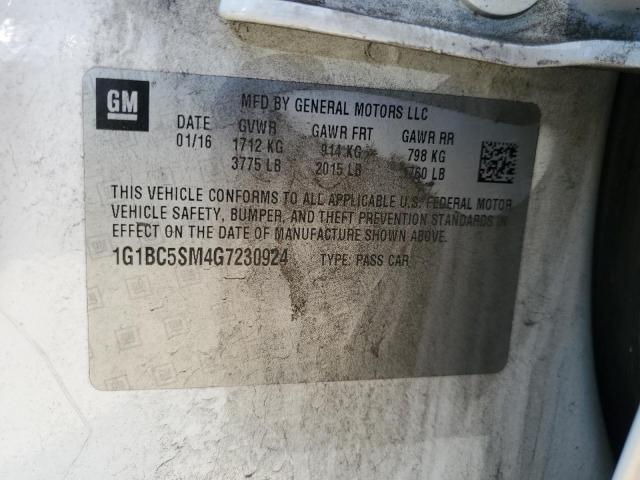 GM
MFD BY GENERAL MOTORS LLC
DATE GVWR GAWR FRT GAWR RR
01/16 1712 KG 914 KG 798 KG
3775 LB 2015 LB 1760 LB
THIS VEHICLE CONFORMS TO ALL APPLICABLE U.S. FEDERAL MOTOR
VEHICLE SAFETY, BUMPER, AND THEFT PREVENTION STANDARDS IN
EFFECT ON THE DATE OF MANUFACTURE SHOWN ABOVE.
1G1BC5SM4G7230924 TYPE: PASS CAR